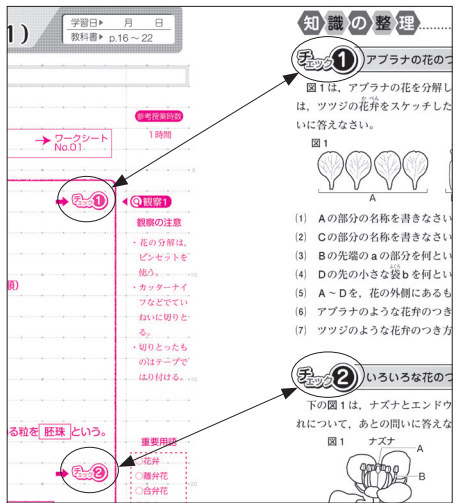 1)
学習日▶ 月 日
教科書▶ p.16～22
参考授業時数
1時間
→ ワークシート
No.01
チェック1
観察1
観察の注意
・花の分解は，
ピンセットを
使う。
・カッターナイ
フなどでてい
ねいに切りと
る。
・切りとったも
のはテープで
はり付ける。
順)
る粒を 胚珠 という。
重要用語
チェック2
○花弁
○離弁花
○合弁花
知識の整理
チェック1 アブラナの花のつ
図1は，アブラナの花を分解し
は，ツツジの花弁をスケッチした
かべん
いに答えなさい。
図1
A
(1) Aの部分の名称を書きなさい
(2) Cの部分の名称を書きなさい
(3) Bの先端のaの部分を何とい
(4) Dの先の小さな袋bを何とい
ふくろ
(5) A～Dを，花の外側にあるも
(6) アブラナのような花弁のつき
(7) ツツジのような花弁のつき方
チェック2 いろいろな花のつ
下の図1は，ナズナとエンドウ
れについて，あとの問いに答えな
図1 ナズナ
A
B